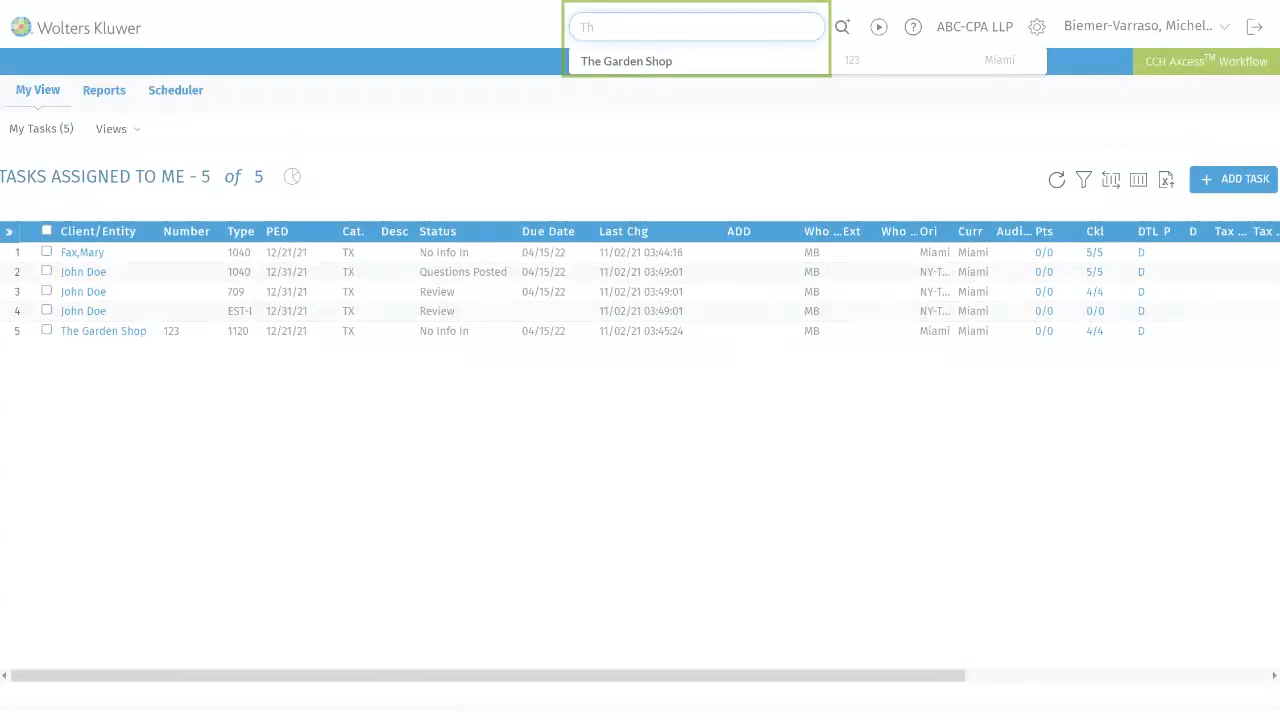 Wolters Kluwer
Th
ABC-CPA LLP
Biemer-Varraso, Michel..
The Garden Shop 123 Miami
CCH Axcess™ Workflow
My View Reports Scheduler
My Tasks (5) Views
TASKS ASSIGNED TO ME - 5 of 5
+ ADD TASK
Client/Entity Number Type PED Cat. Desc Status Due Date Last Chg ADD Who ... Ext Who ... Ori Curr Audi... Pts Ckl DTL P D Tax ... Tax .
1 Fax,Mary 1040 12/21/21 TX No Info In 04/15/22 11/02/21 03:44:16 MB Miami Miami 0/0 5/5 D
2 John Doe 1040 12/31/21 TX Questions Posted 04/15/22 11/02/21 03:49:01 MB NY-T... Miami 0/0 5/5 D
3 John Doe 709 12/31/21 TX Review 04/15/22 11/02/21 03:49:01 MB NY-T... Miami 0/0 4/4 D
4 John Doe EST-I 12/31/21 TX Review 11/02/21 03:49:01 MB NY-T... Miami 0/0 0/0 D
5 The Garden Shop 123 1120 12/21/21 TX No Info In 04/15/22 11/02/21 03:45:24 MB Miami Miami 0/0 4/4 D